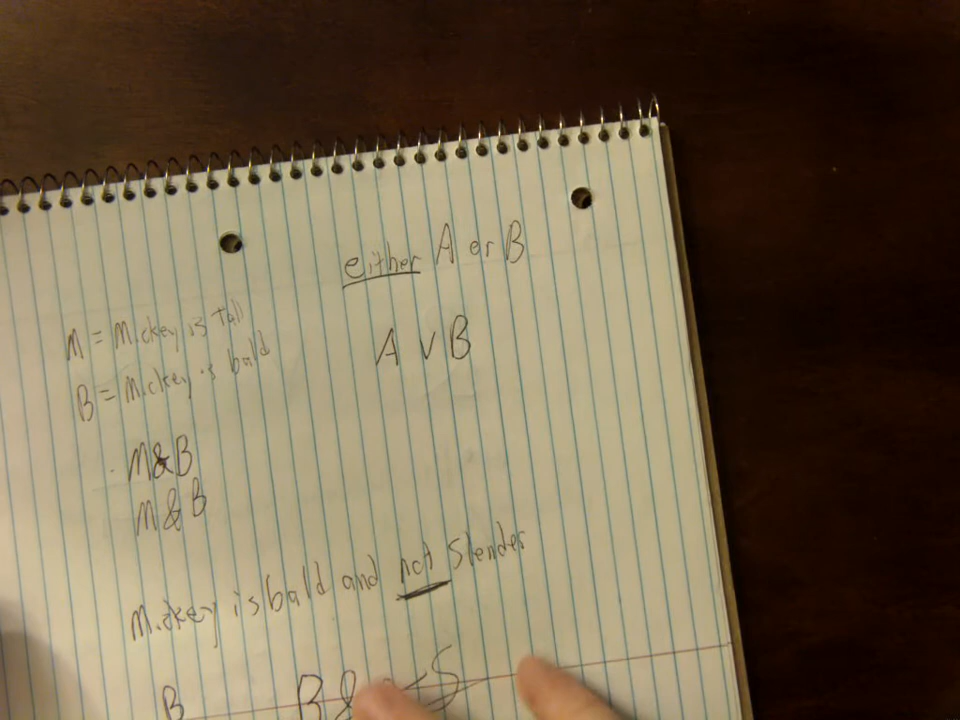 either A or B
M = Mickey is tall
A v B
B = Mickey is bald
M&B
M&B
Mickey is bald and not Slender
B
B &
S